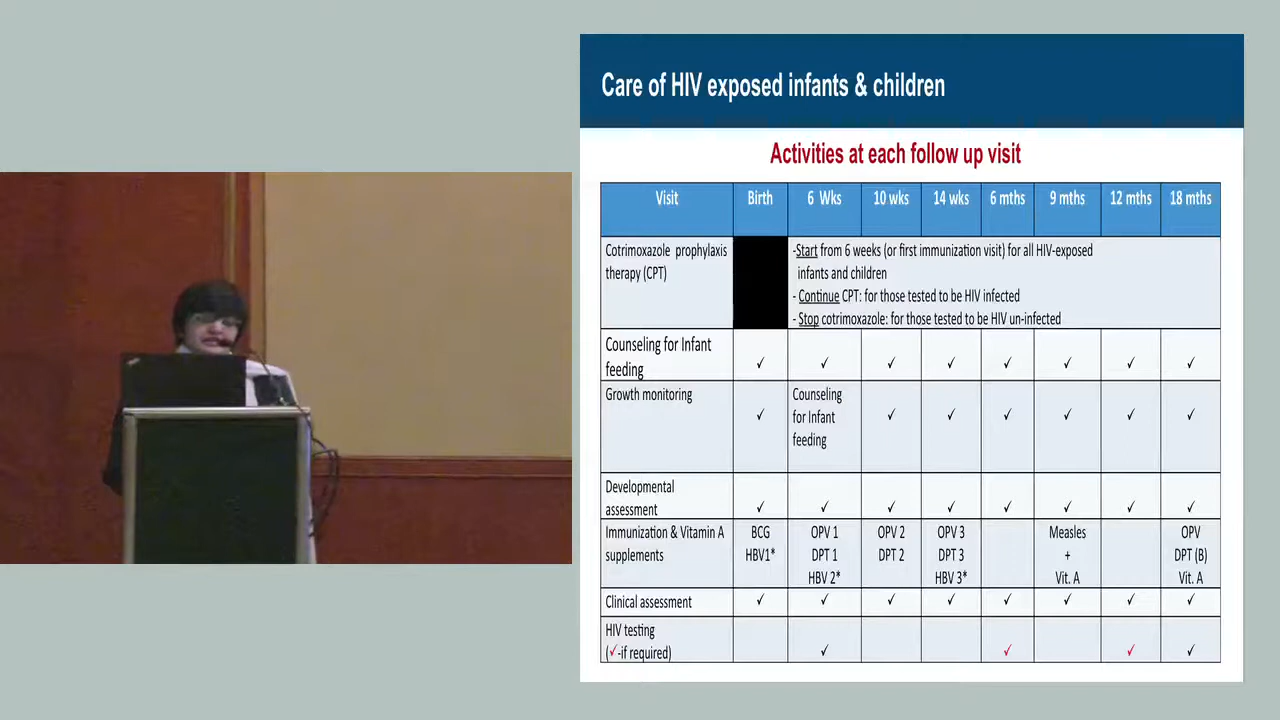 Care of HIV exposed infants & children
Activities at each follow up visit
Visit Birth 6 Wks 10 wks 14 wks 6 mths 9 mths 12 mths 18 mths
Cotrimoxazole prophylaxis
therapy (CPT)
-Start from 6 weeks (or first immunization visit) for all HIV-exposed
infants and children
- Continue CPT: for those tested to be HIV infected
- Stop cotrimoxazole: for those tested to be HIV un-infected
Counseling for Infant
feeding
✓ ✓ ✓ ✓ ✓ ✓ ✓ ✓
Growth monitoring
✓
Counseling
for Infant
feeding
✓ ✓ ✓ ✓ ✓ ✓
Developmental
assessment
✓ ✓ ✓ ✓ ✓ ✓ ✓ ✓
Immunization & Vitamin A
supplements
BCG
HBV1*
OPV 1
DPT 1
HBV 2*
OPV 2
DPT 2
OPV 3
DPT 3
HBV 3*
Measles
+
Vit. A
OPV
DPT (B)
Vit. A
Clinical assessment ✓ ✓ ✓ ✓ ✓ ✓ ✓ ✓
HIV testing
(✓-if required)
✓ ✓ ✓ ✓